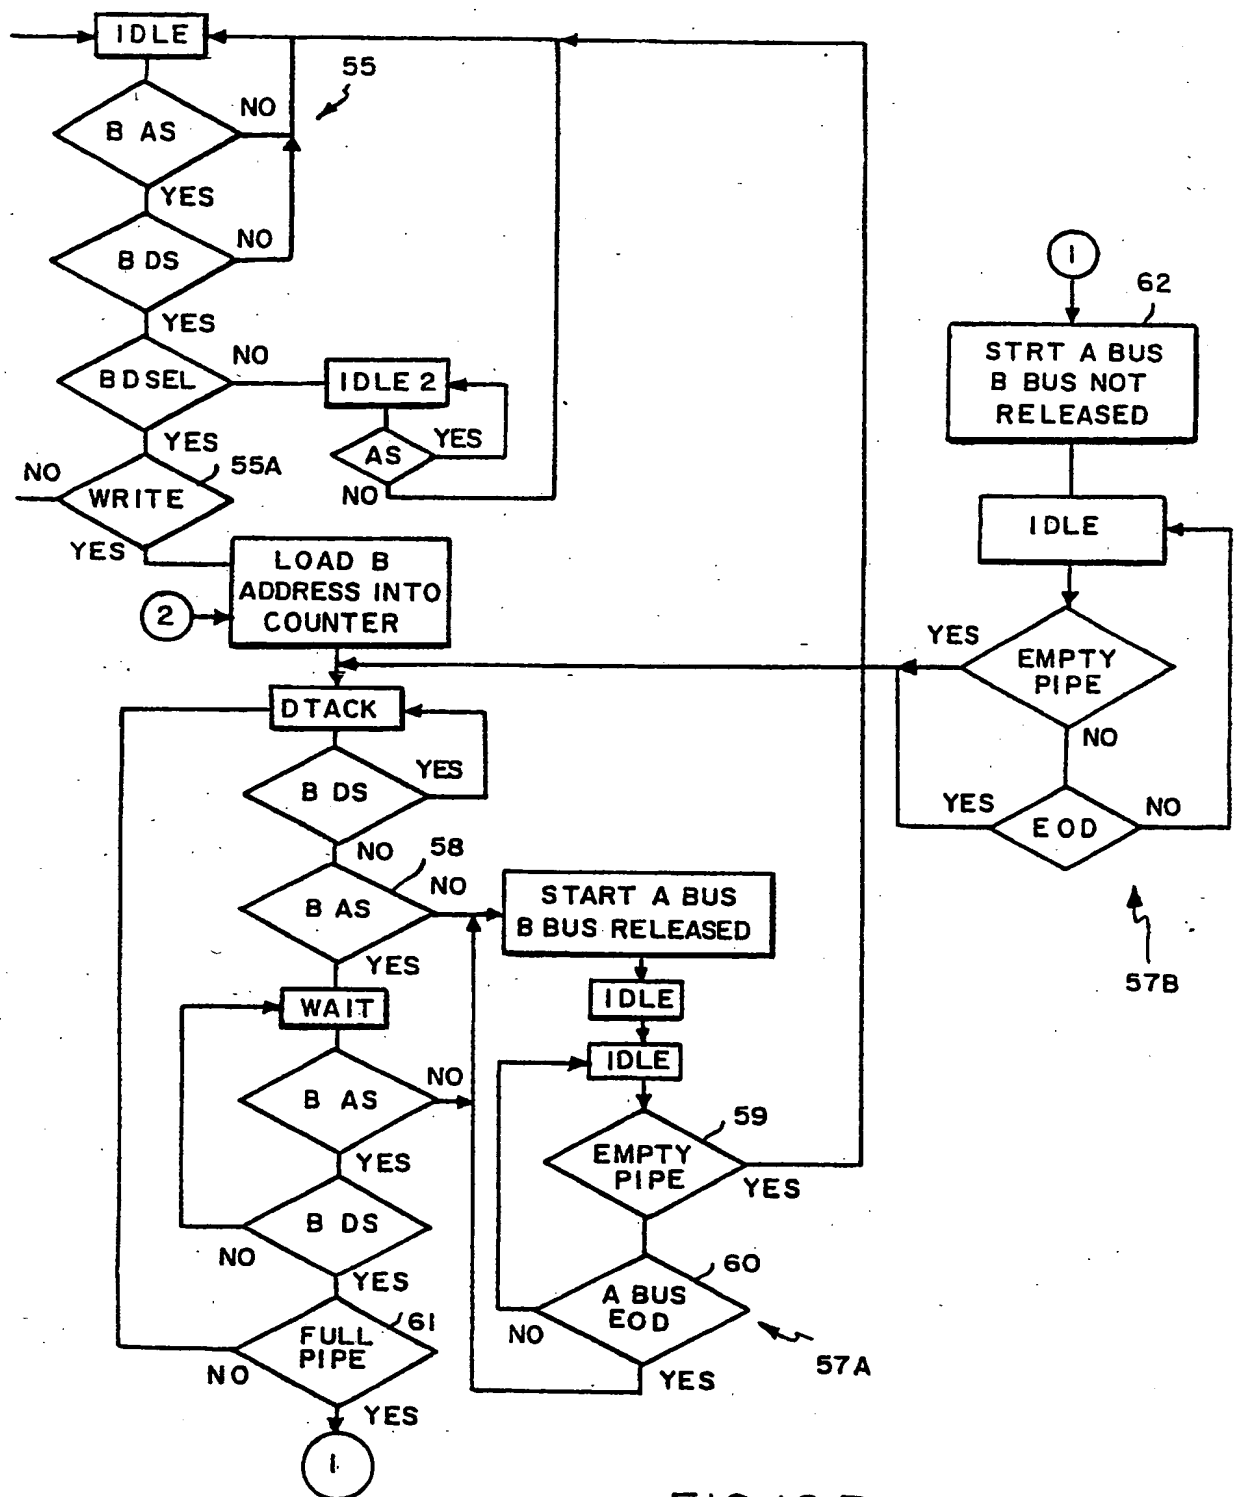 IDLE
55
B AS
NO
YES
B DS
NO
YES
BDSEL
NO
IDLE 2
YES
AS
YES
NO
NO
WRITE
55A
YES
LOAD B
ADDRESS INTO
COUNTER
2
DTACK
B DS
YES
NO
58
B AS
NO
YES
START A BUS
B BUS RELEASED
WAIT
IDLE
IDLE
B AS
NO
YES
59
EMPTY
PIPE
YES
B DS
NO
YES
60
A BUS
EOD
NO
YES
57A
61
FULL
PIPE
NO
YES
1
1
62
STRT A BUS
B BUS NOT
RELEASED
IDLE
YES
EMPTY
PIPE
NO
YES
EOD
NO
57B